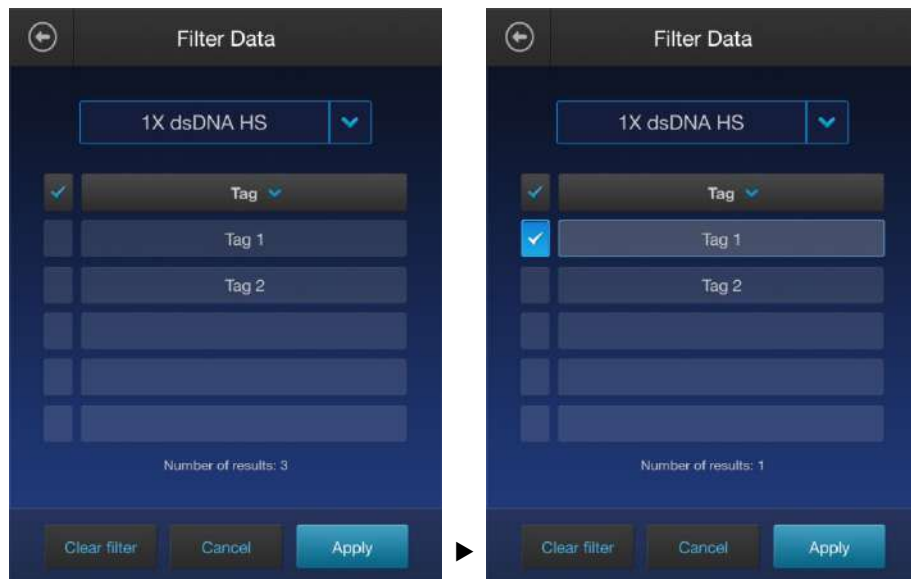 Filter Data
1X dsDNA HS
Tag
Tag 1
Tag 2
Number of results: 3
Clear filter Cancel Apply
Filter Data
1X dsDNA HS
Tag
Tag 1
Tag 2
Number of results: 1
Clear filter Cancel Apply